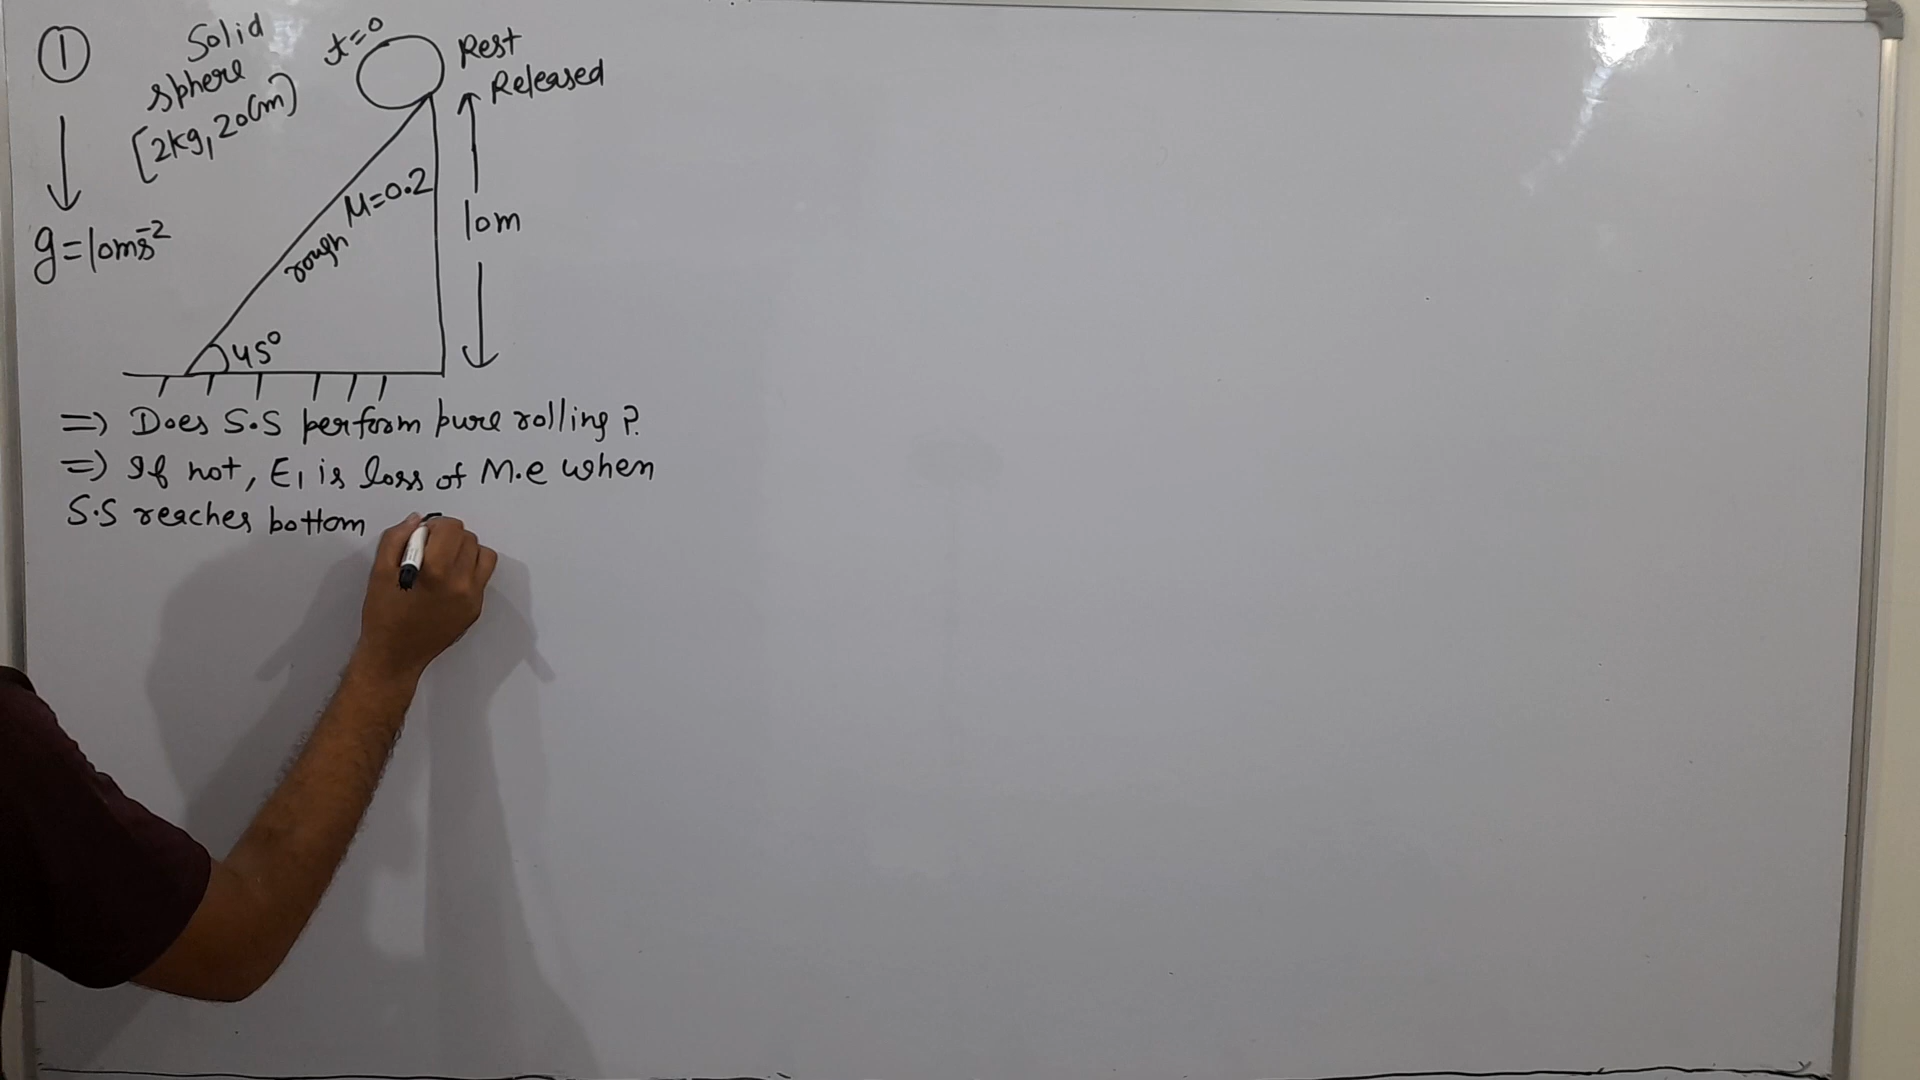 ①
Solid
sphere
[2kg, 20cm)
t=0
Rest
Released
g=10ms⁻²
μ=0.2
rough
10m
45°
=> Does S.S perform pure rolling?
=> If not, E₁ is loss of M.e when
S.S reaches bottom